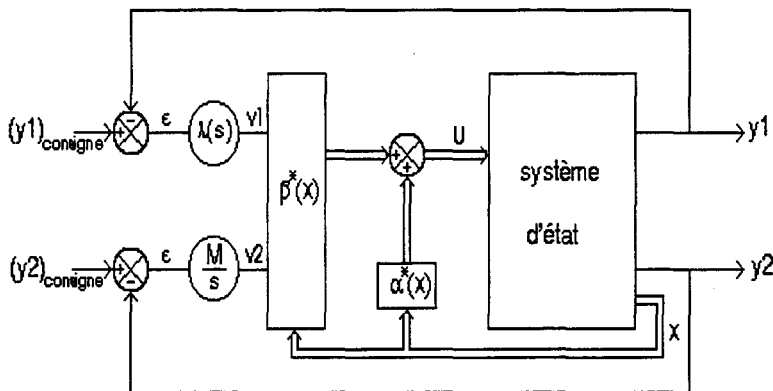 (y1)consigne
+
-
ε
λ(s)
v1
β*(x)
+
+
U
système
d'état
y1
(y2)consigne
+
-
ε
M
s
v2
α*(x)
y2
X